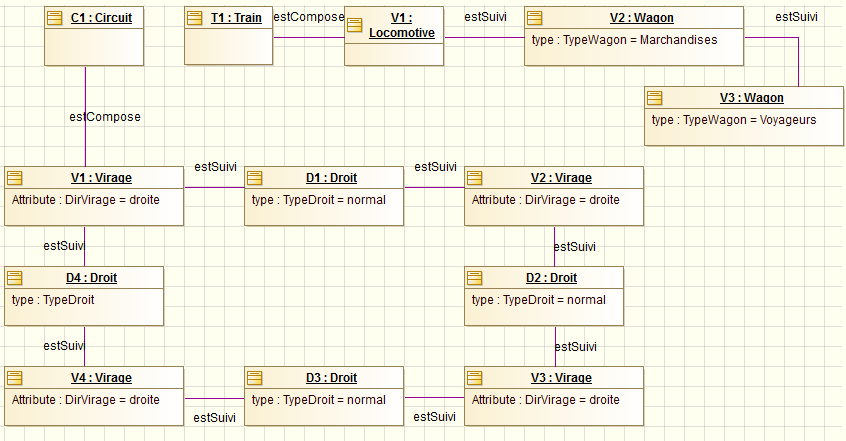 C1 : Circuit
T1 : Train
estCompose
V1 :
Locomotive
estSuivi
V2 : Wagon
type : TypeWagon = Marchandises
estSuivi
V3 : Wagon
type : TypeWagon = Voyageurs
estCompose
V1 : Virage
Attribute : DirVirage = droite
estSuivi
D1 : Droit
type : TypeDroit = normal
estSuivi
V2 : Virage
Attribute : DirVirage = droite
estSuivi
estSuivi
D4 : Droit
type : TypeDroit
D2 : Droit
type : TypeDroit = normal
estSuivi
estSuivi
V4 : Virage
Attribute : DirVirage = droite
estSuivi
D3 : Droit
type : TypeDroit = normal
estSuivi
V3 : Virage
Attribute : DirVirage = droite